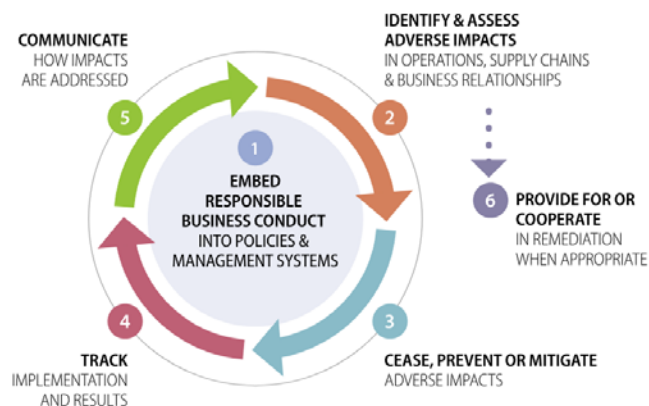 COMMUNICATE
HOW IMPACTS
ARE ADDRESSED
5
IDENTIFY & ASSESS
ADVERSE IMPACTS
IN OPERATIONS, SUPPLY CHAINS
& BUSINESS RELATIONSHIPS
2
1
EMBED
RESPONSIBLE
BUSINESS CONDUCT
INTO POLICIES &
MANAGEMENT SYSTEMS
6
PROVIDE FOR OR
COOPERATE
IN REMEDIATION
WHEN APPROPRIATE
4
TRACK
IMPLEMENTATION
AND RESULTS
3
CEASE, PREVENT OR MITIGATE
ADVERSE IMPACTS